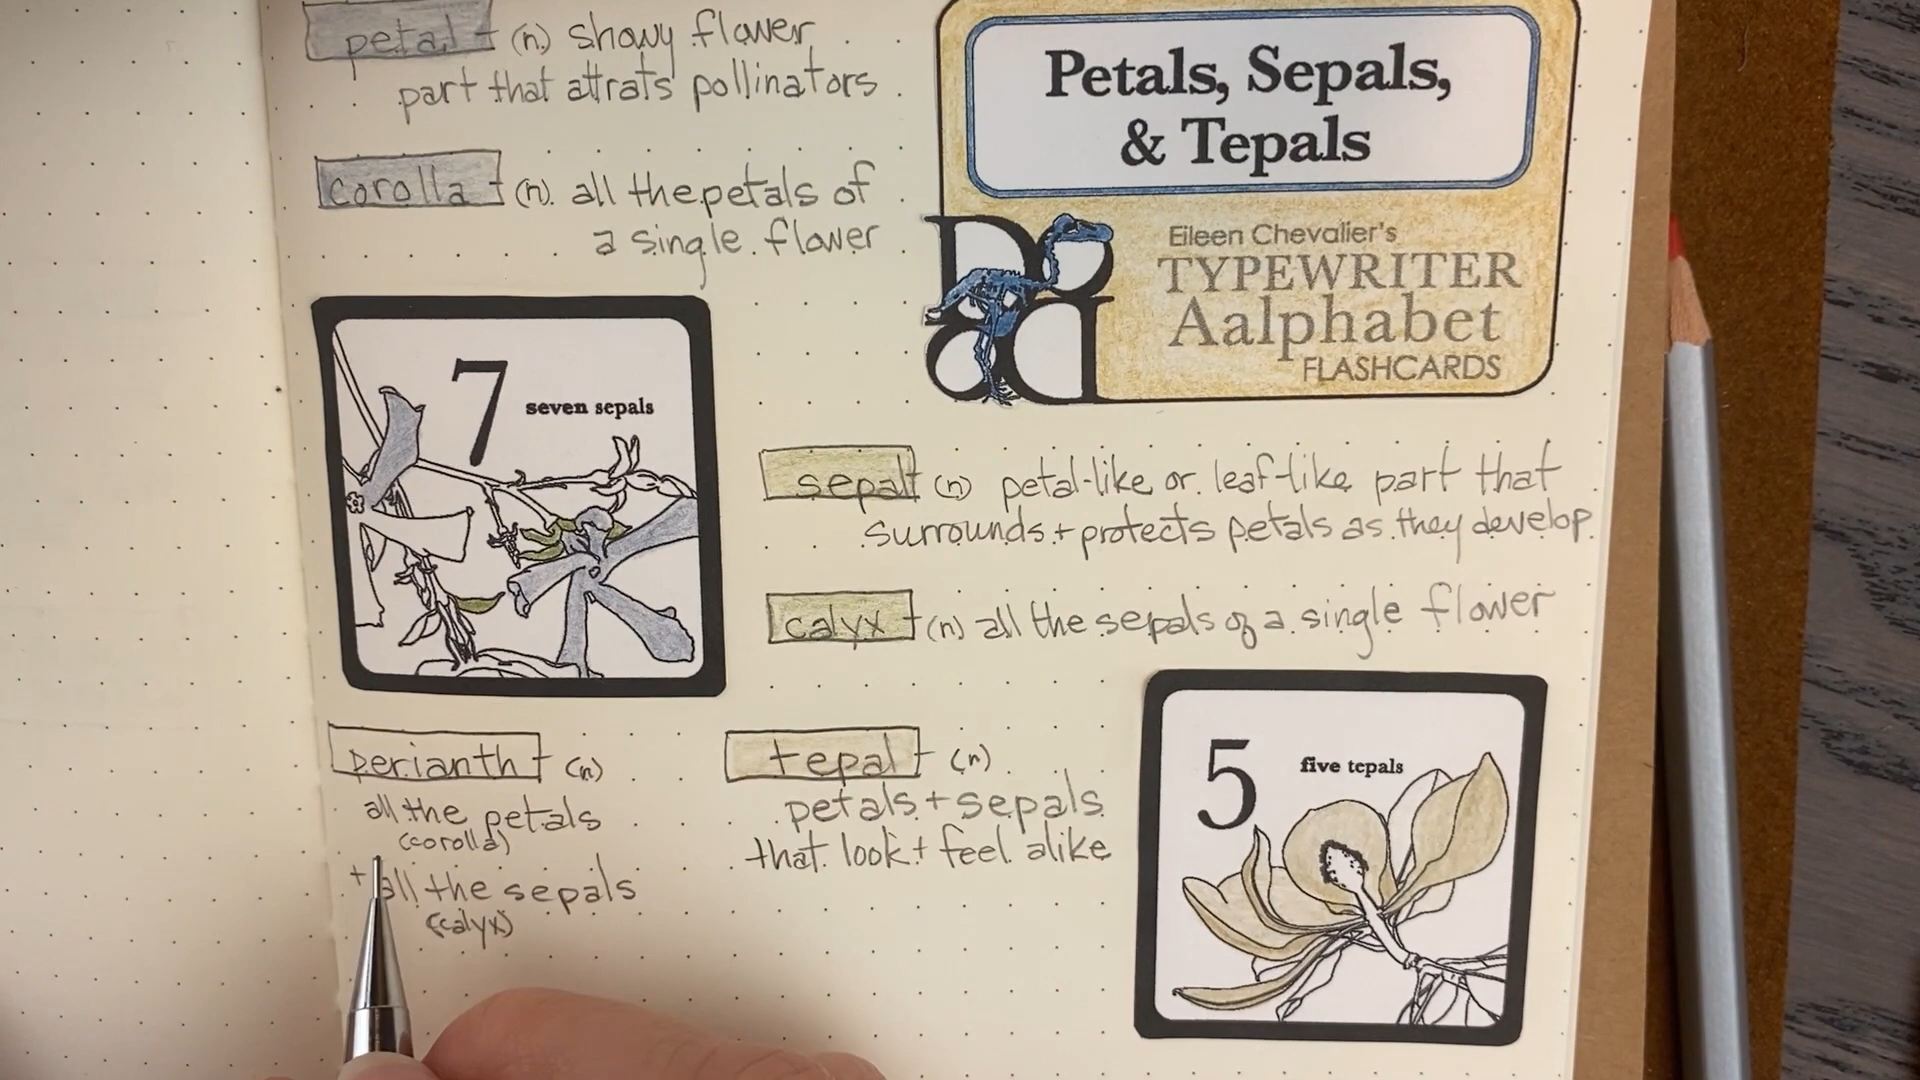 petal (n) showy flower
part that attrats pollinators
corolla (n). all the petals of
a single flower
Petals, Sepals,
& Tepals
Eileen Chevalier's
TYPEWRITER
Aalphabet
FLASHCARDS
7 seven sepals
sepal (n) petal-like or leaf-like part that
surrounds + protects petals as they develop
calyx (n) all the sepals of a single flower
perianth (n)
all the petals
(corolla)
+ all the sepals
(calyx)
tepal (n)
petals + sepals
that look + feel alike
5 five tepals